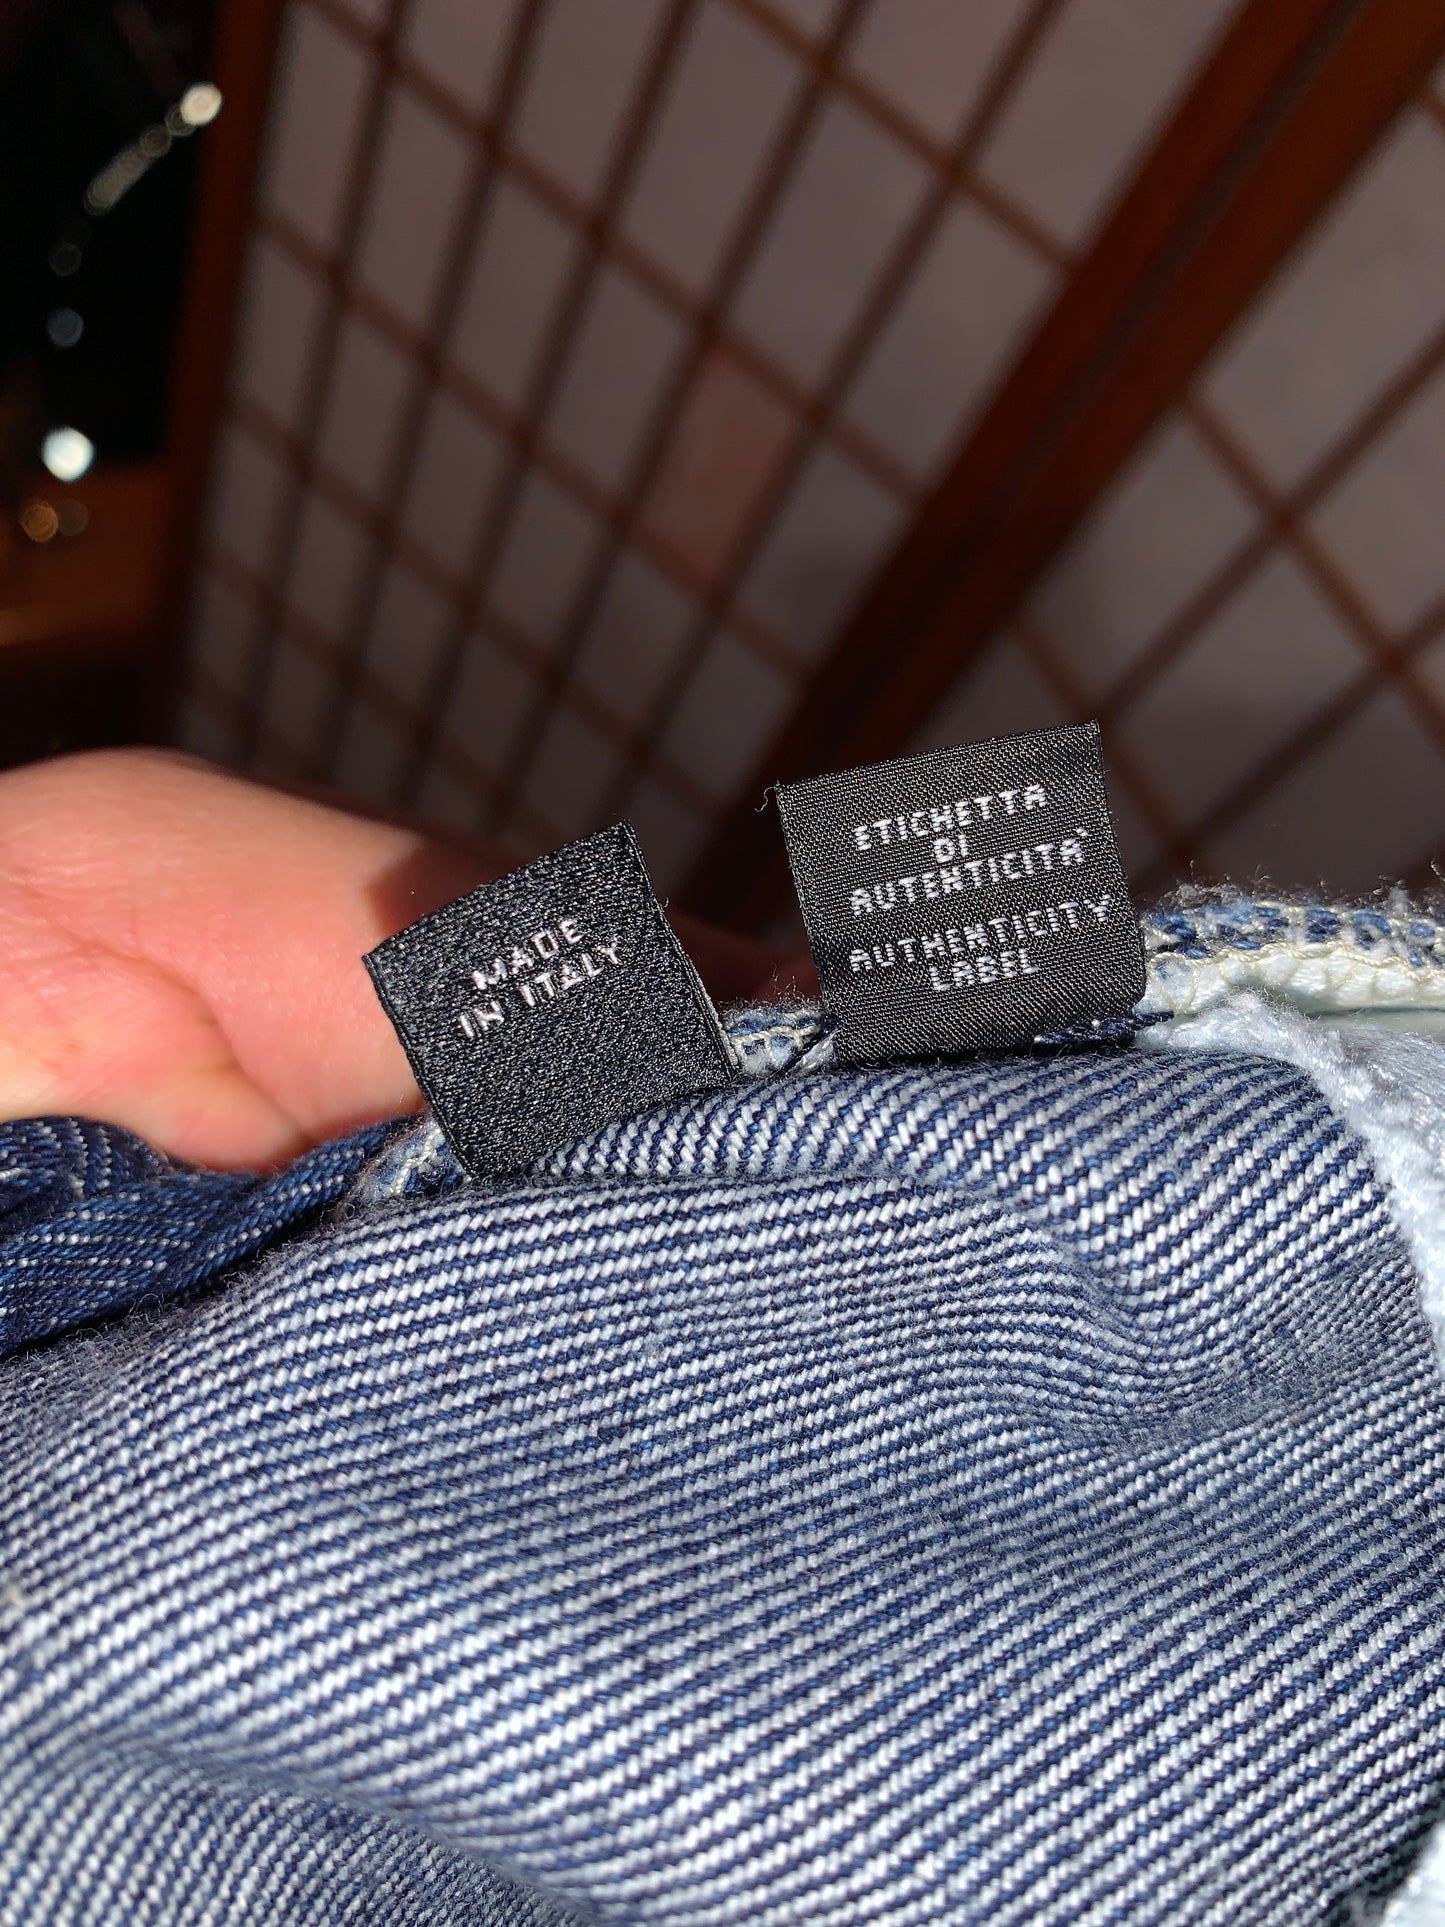 MADE
IN ITALY
ETICHETTA
DI
AUTENTICITA'
AUTHENTICITY
LABEL